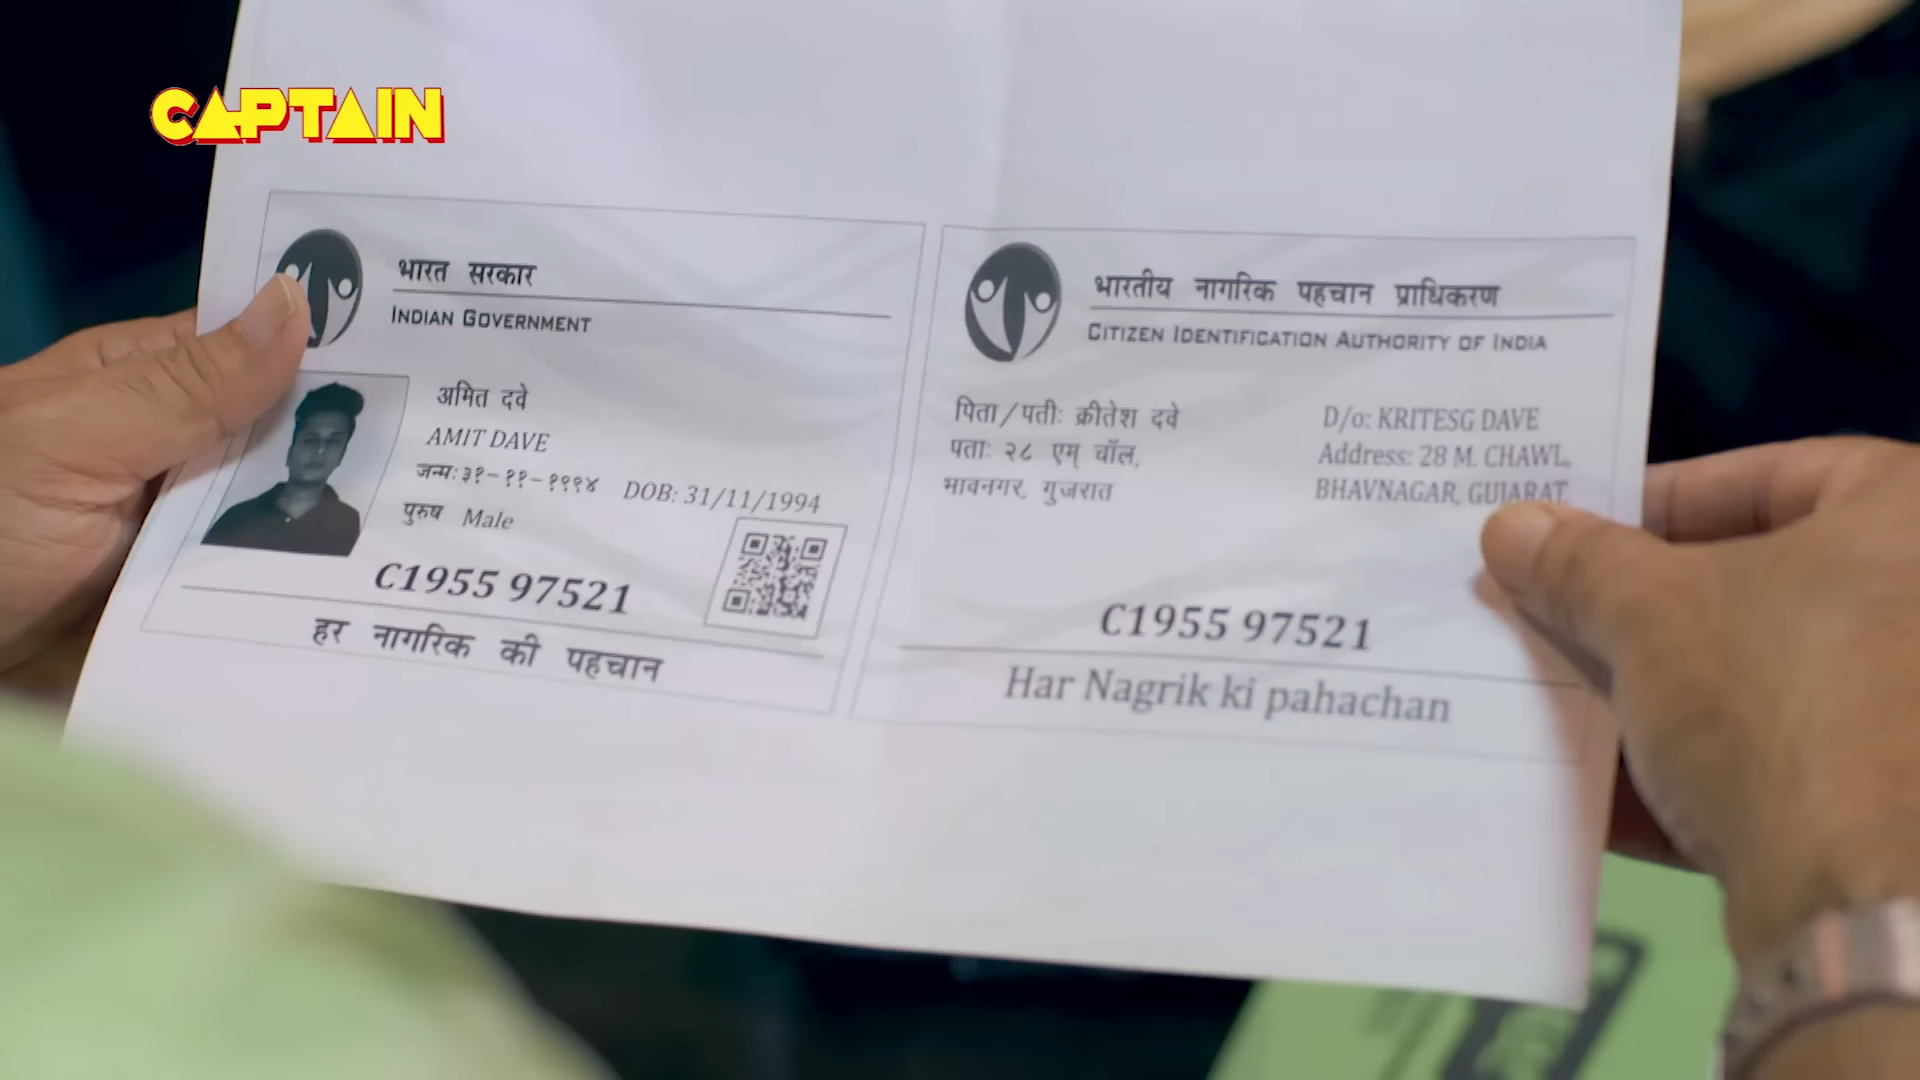 CAPTAIN
भारत सरकार
INDIAN GOVERNMENT
अमित दवे
AMIT DAVE
जन्म: ३१-११-१९९४ DOB: 31/11/1994
पुरुष Male
C1955 97521
हर नागरिक की पहचान
भारतीय नागरिक पहचान प्राधिकरण
CITIZEN IDENTIFICATION AUTHORITY OF INDIA
पिता/पती: क्रीतेश दवे
पता: २८ एम् चॉल,
भावनगर, गुजरात
D/o: KRITESG DAVE
Address: 28 M. CHAWL,
BHAVNAGAR, GUJARAT,
C1955 97521
Har Nagrik ki pahachan